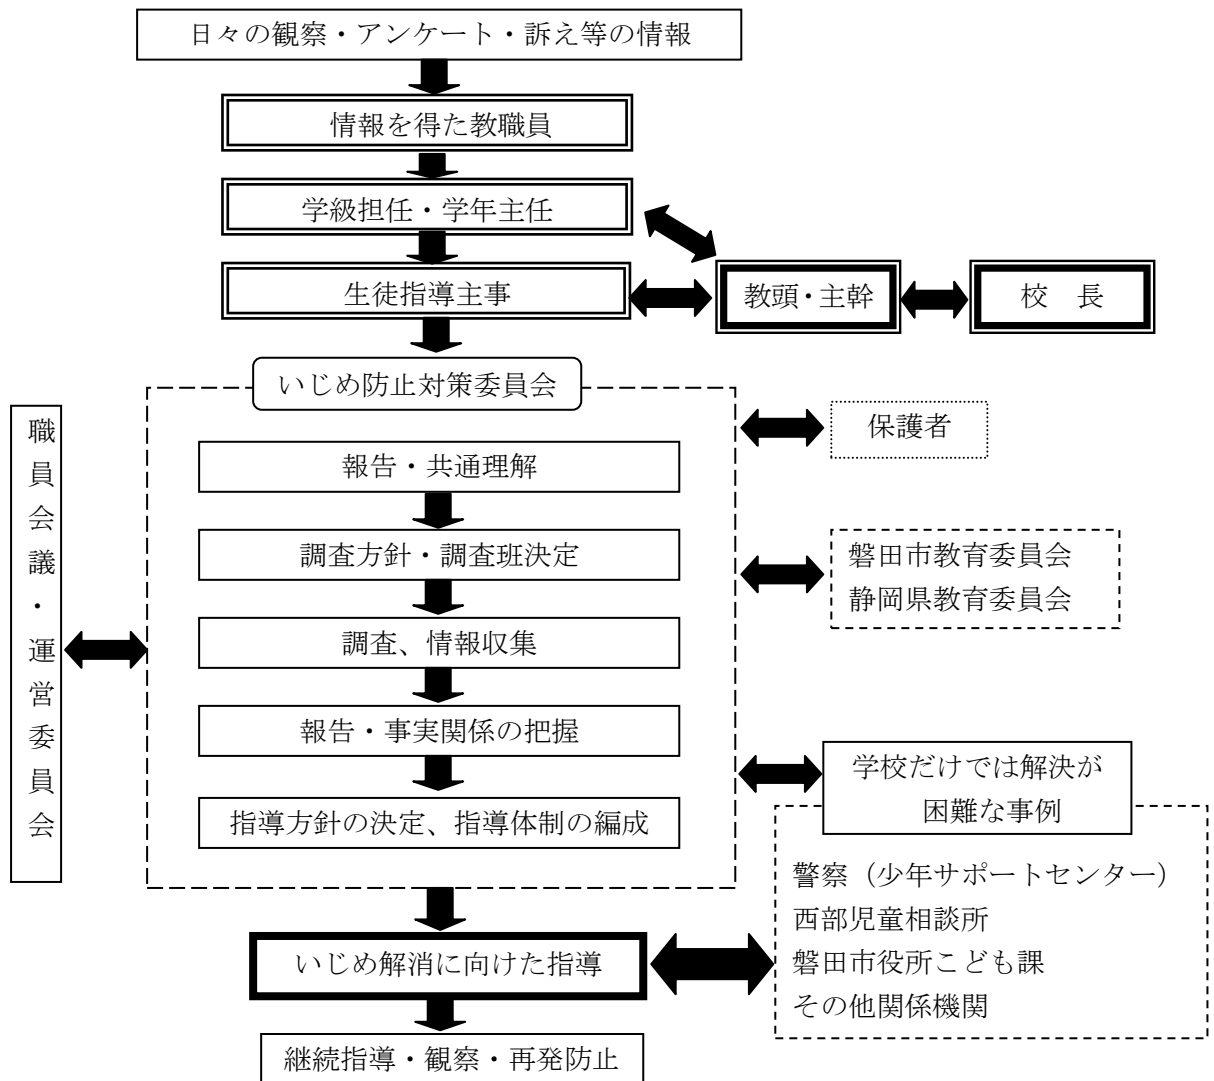 日々の観察・アンケート・訴え等の情報
情報を得た教職員
学級担任・学年主任
生徒指導主事
教頭・主幹
校　長
いじめ防止対策委員会
職員会議・運営委員会
報告・共通理解
調査方針・調査班決定
調査、情報収集
報告・事実関係の把握
指導方針の決定、指導体制の編成
保護者
磐田市教育委員会
静岡県教育委員会
学校だけでは解決が
困難な事例
警察（少年サポートセンター）
西部児童相談所
磐田市役所こども課
その他関係機関
いじめ解消に向けた指導
継続指導・観察・再発防止